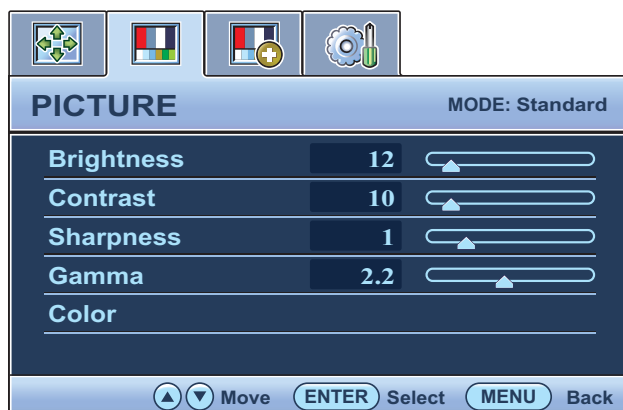 PICTURE MODE: Standard
Brightness 12
Contrast 10
Sharpness 1
Gamma 2.2
Color
Move ENTER Select MENU Back